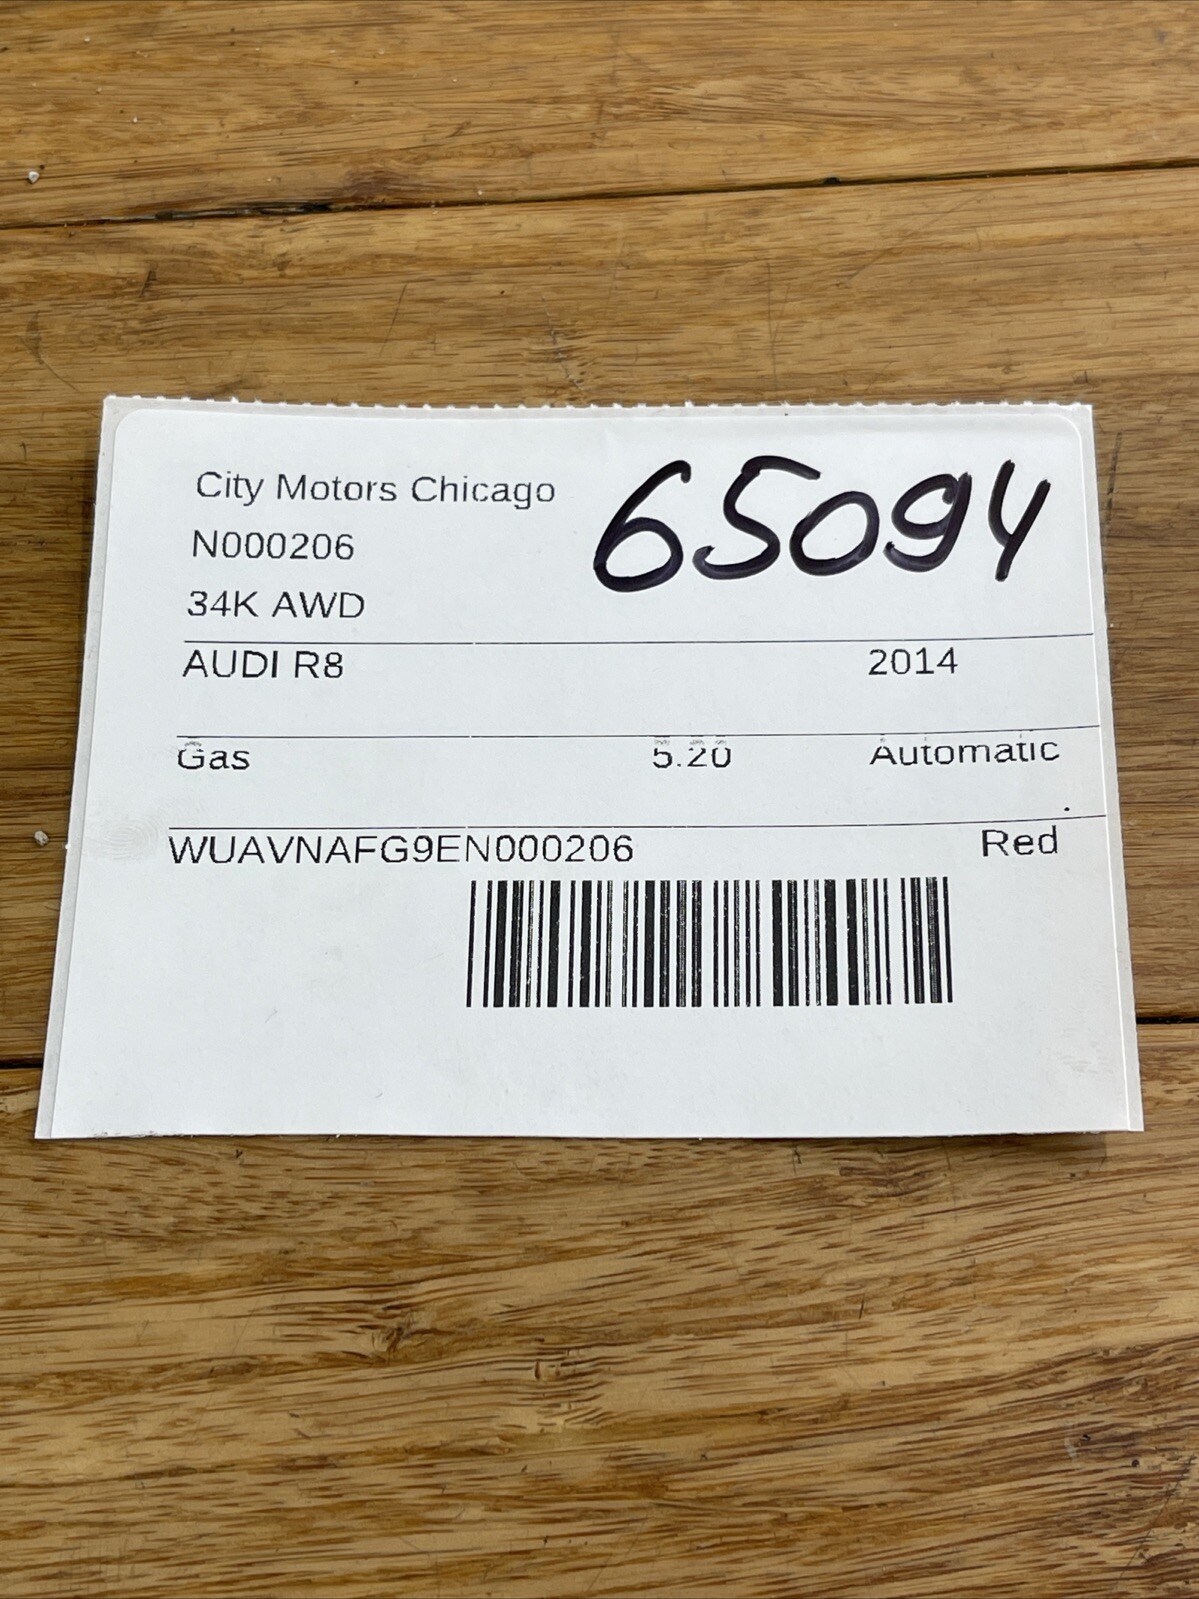 City Motors Chicago
65094
N000206
34K AWD
AUDI R8 2014
Gas 5.20 Automatic
WUAVNAFG9EN000206 Red